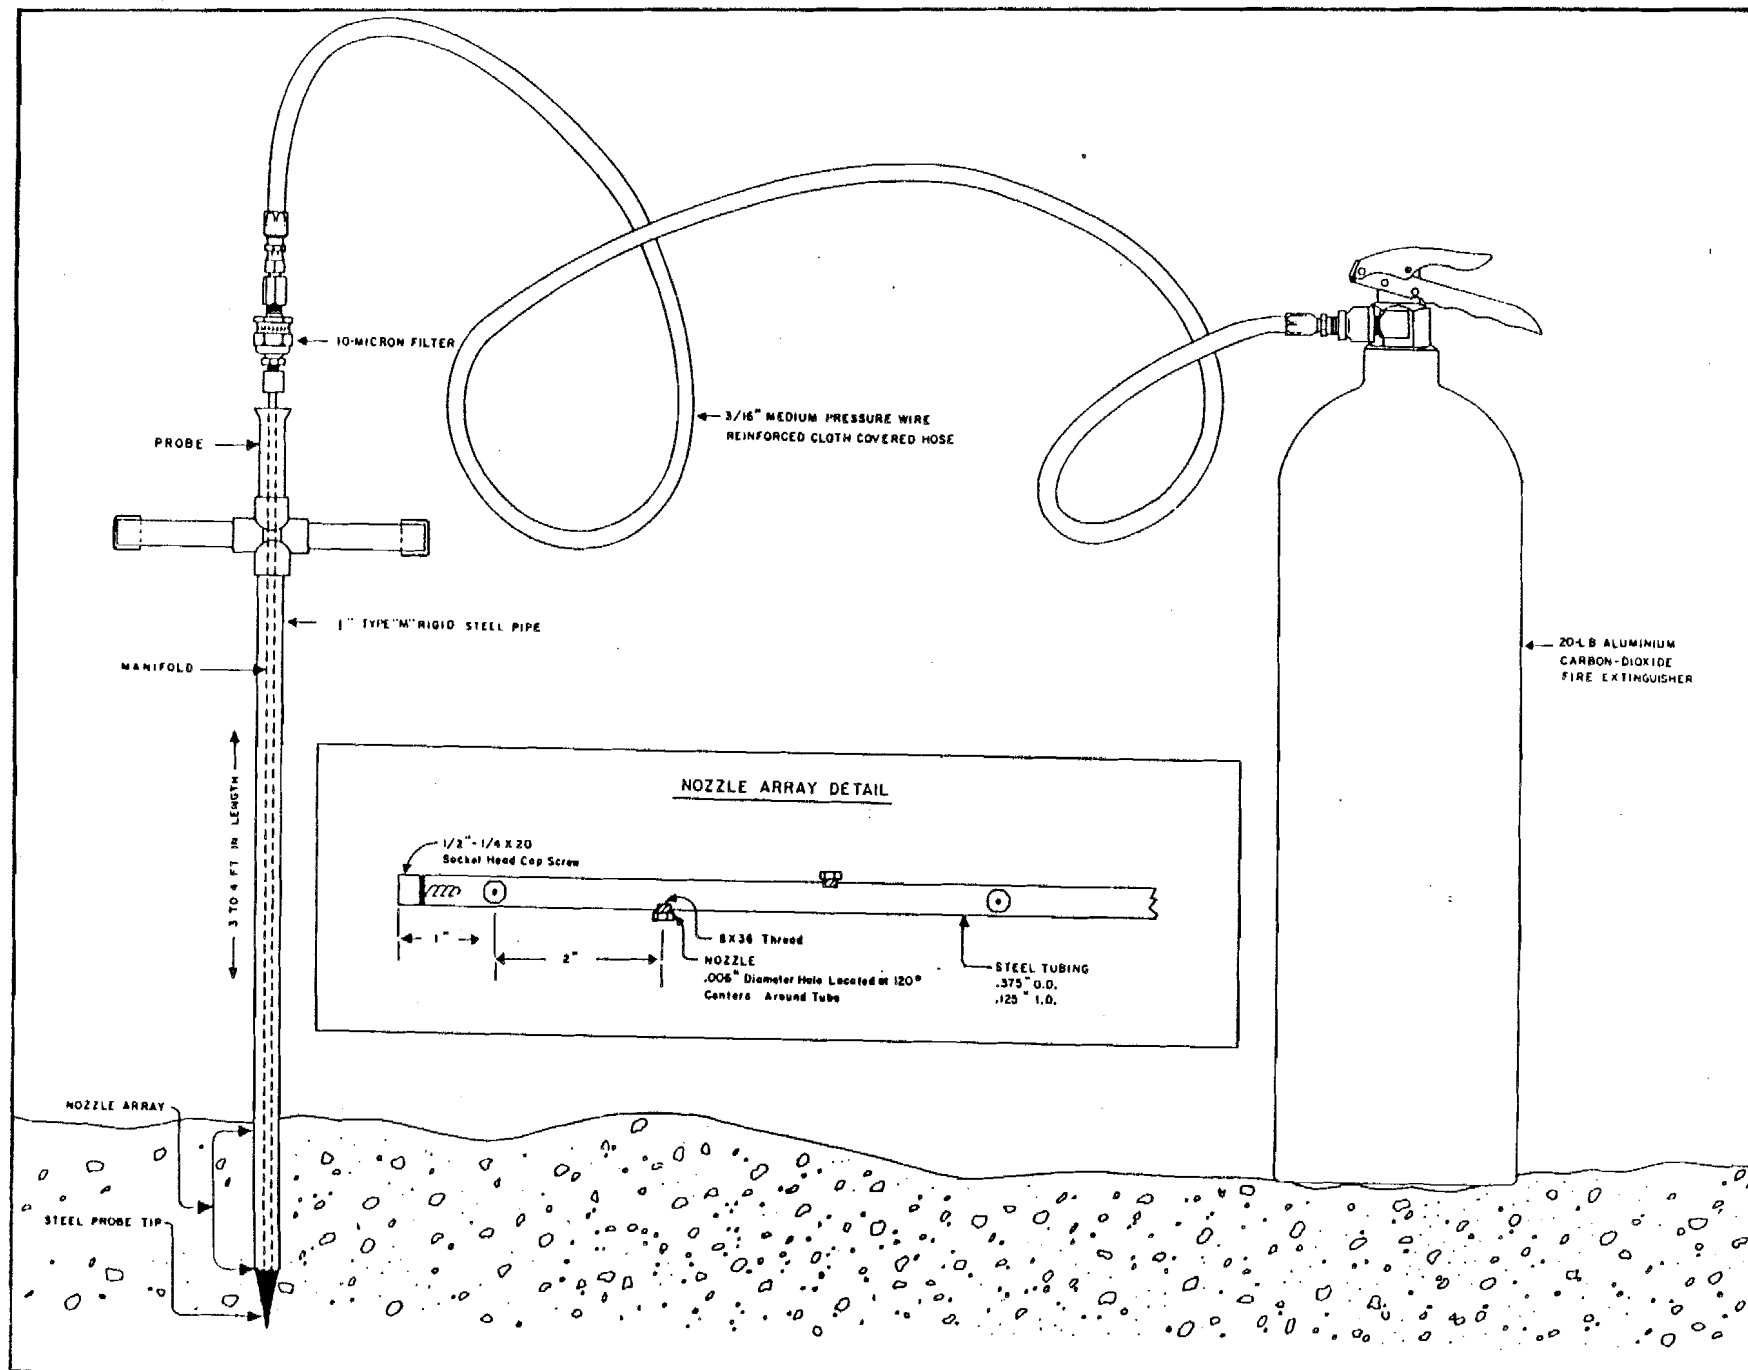 10-MICRON FILTER
3/16" MEDIUM PRESSURE WIRE
REINFORCED CLOTH COVERED HOSE
PROBE
1" TYPE "M" RIGID STEEL PIPE
MANIFOLD
20-LB ALUMINIUM
CARBON-DIOXIDE
FIRE EXTINGUISHER
3 TO 4 FT IN LENGTH
NOZZLE ARRAY DETAIL
1/2" - 1/4 X 20
Socket Head Cap Screw
1"
2"
8X36 Thread
NOZZLE
.006" Diameter Hole Located at 120°
Centers Around Tube
STEEL TUBING
.375" O.D.
.125" I.D.
NOZZLE ARRAY
STEEL PROBE TIP